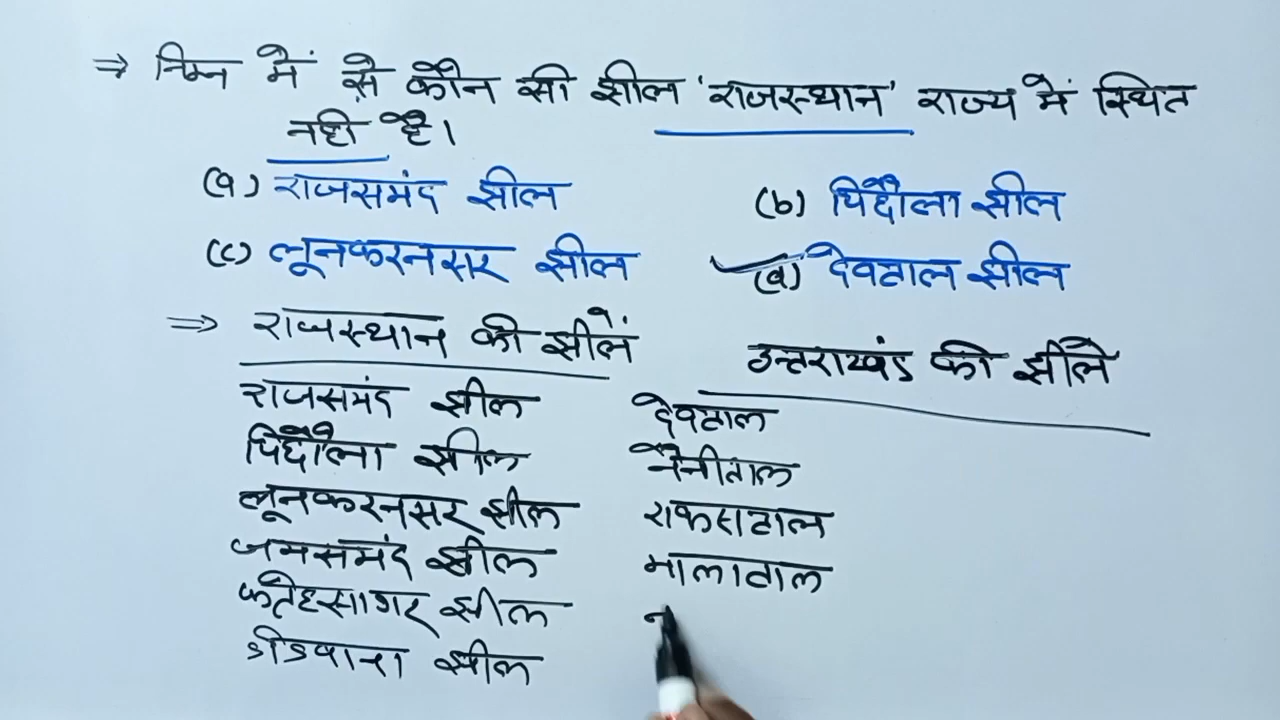 ⇒ निम्न में से कौन सी झील 'राजस्थान' राज्य में स्थित
नही है।
(a) राजसमंद झील (b) पिछौला झील
(c) लूनकरनसर झील (d) देवताल झील
⇒ राजस्थान की झीलें उत्तराखंड की झीले
राजसमंद झील देवताल
पिछौला झील नैनीताल
लूनकरनसर झील राकसताल
जयसमंद झील मालाताल
फतेहसागर झील
डीडवाना झील